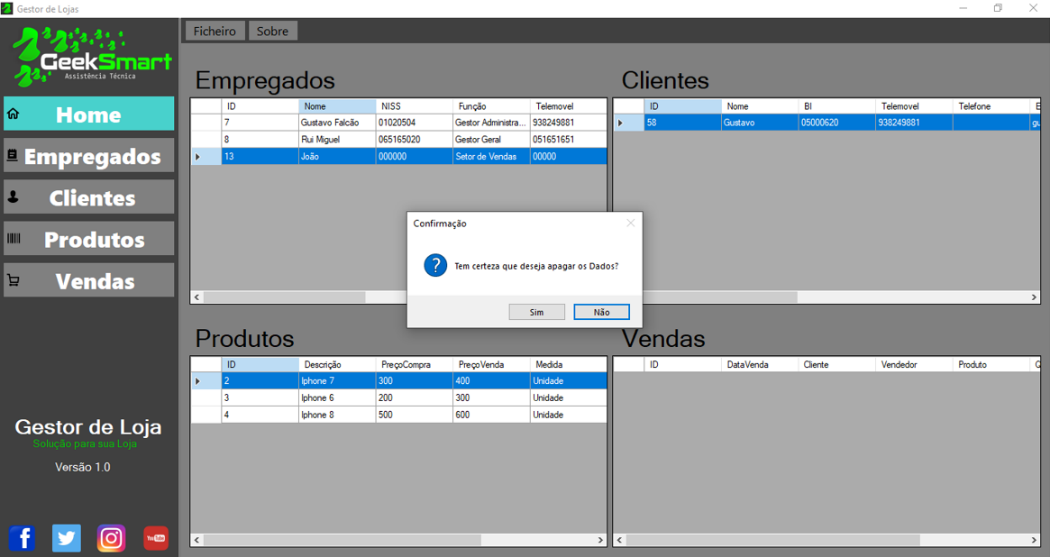 Gestor de Lojas
GeekSmart
Assistência Técnica
Home
Empregados
Clientes
Produtos
Vendas
Gestor de Loja
Solução para sua Loja
Versão 1.0
Ficheiro Sobre
Empregados
ID Nome NISS Função Telemovel
7 Gustavo Falcão 01020504 Gestor Administra... 938249881
8 Rui Miguel 065165020 Gestor Geral 051651651
13 João 000000 Setor de Vendas 00000
Clientes
ID Nome BI Telemovel Telefone E
58 Gustavo 05000620 938249881
Confirmação
Tem certeza que deseja apagar os Dados?
Sim Não
Produtos
ID Descrição PreçoCompra PreçoVenda Medida
2 Iphone 7 300 400 Unidade
3 Iphone 6 200 300 Unidade
4 Iphone 8 500 600 Unidade
Vendas
ID DataVenda Cliente Vendedor Produto